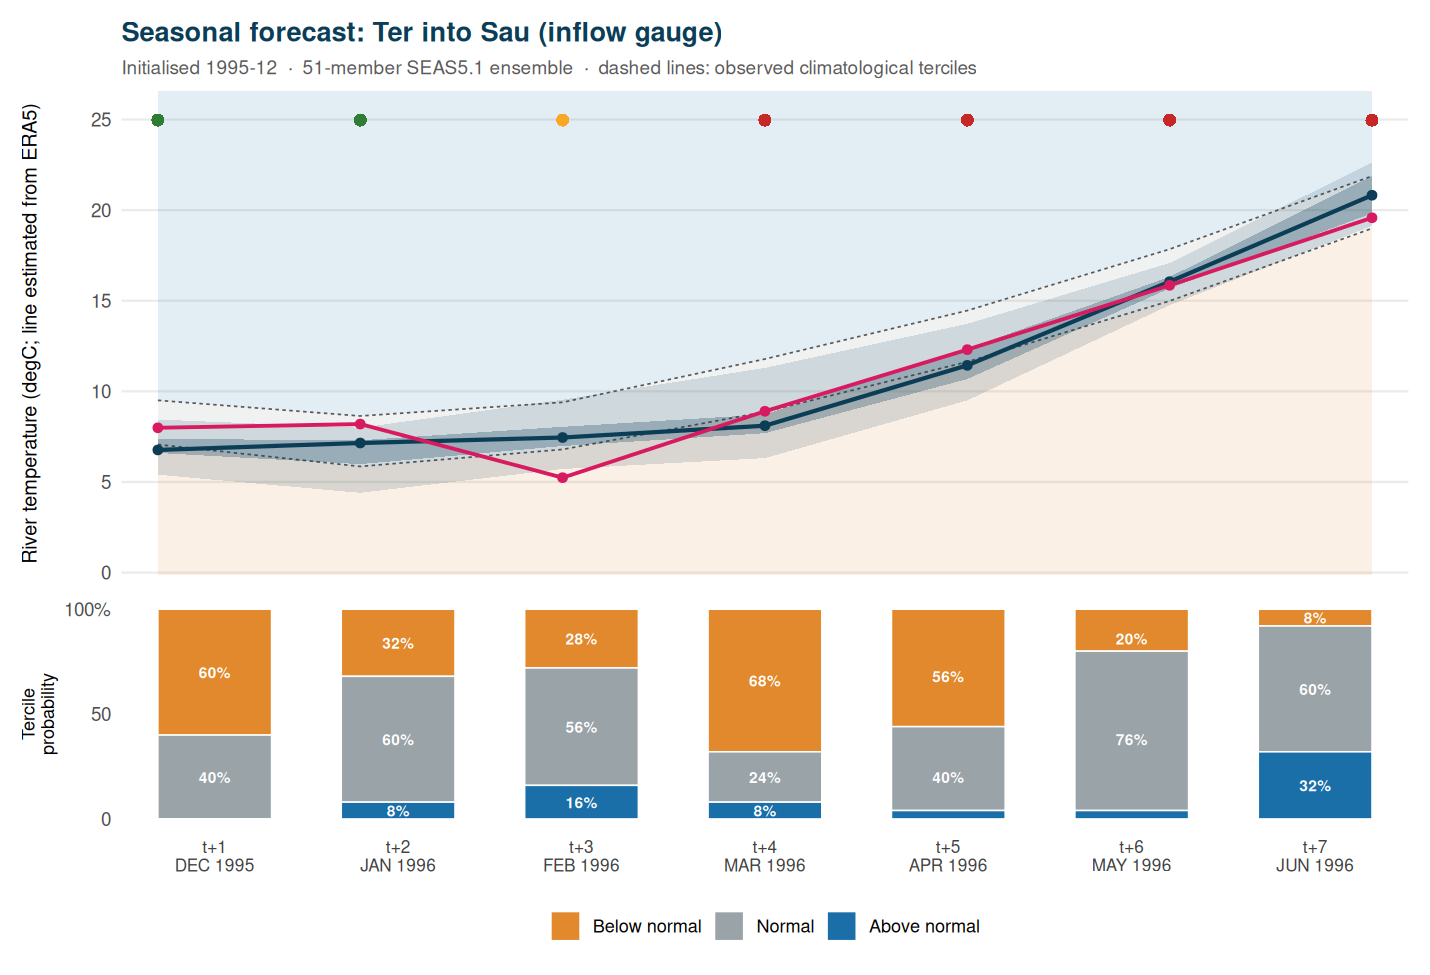 Seasonal forecast: Ter into Sau (inflow gauge)
Initialised 1995-12 · 51-member SEAS5.1 ensemble · dashed lines: observed climatological terciles
River temperature (degC; line estimated from ERA5)
25
20
15
10
5
0
Tercile
probability
100%
50
0
60%
40%
32%
60%
8%
28%
56%
16%
68%
24%
8%
56%
40%
20%
76%
8%
60%
32%
t+1
DEC 1995
t+2
JAN 1996
t+3
FEB 1996
t+4
MAR 1996
t+5
APR 1996
t+6
MAY 1996
t+7
JUN 1996
Below normal
Normal
Above normal